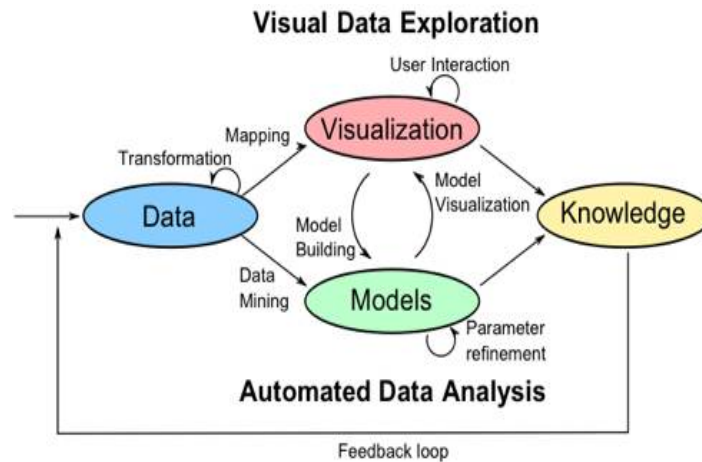 Visual Data Exploration
User Interaction
Visualization
Mapping
Transformation
Data
Model
Visualization
Knowledge
Model
Building
Data
Mining
Models
Parameter
refinement
Automated Data Analysis
Feedback loop